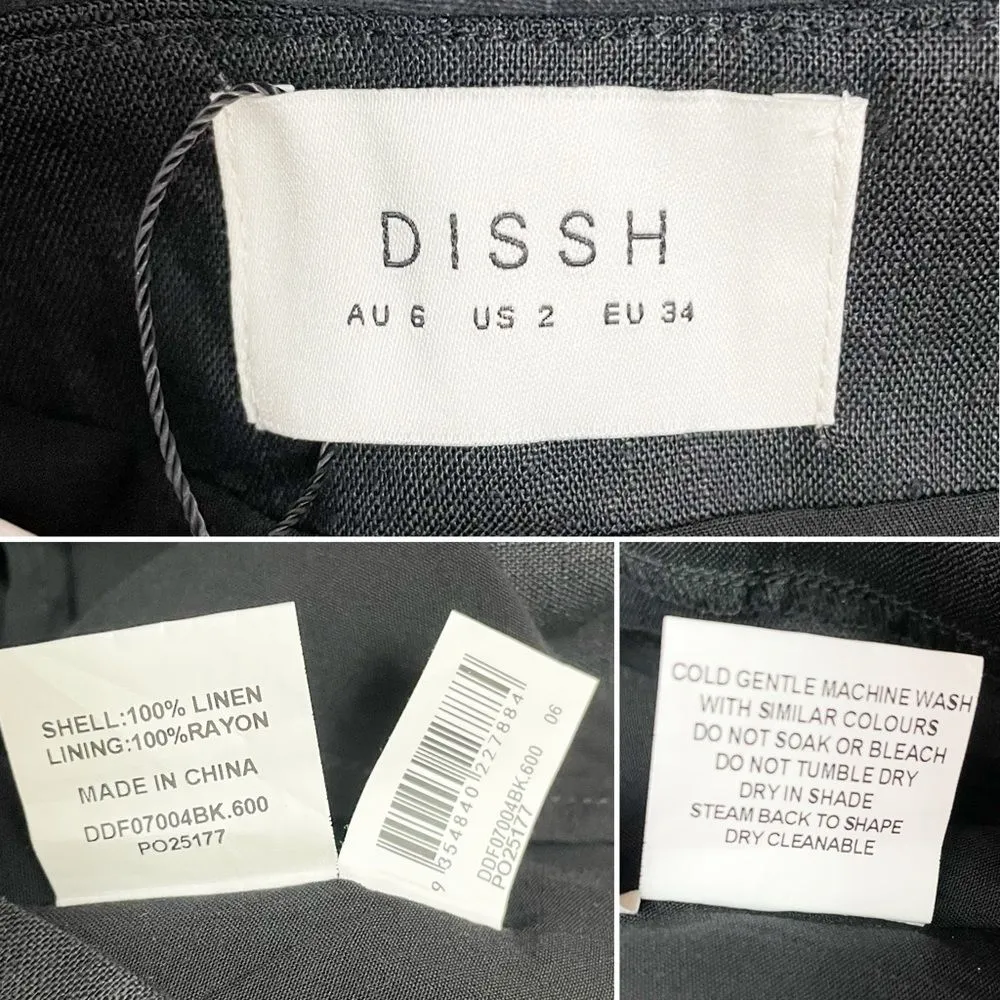 DISSH
AU 6 US 2 EU 34
SHELL:100% LINEN
LINING:100%RAYON
MADE IN CHINA
DDF07004BK.600
PO25177
9 354840 227884
DDF07004BK.600 06
PO25177
COLD GENTLE MACHINE WASH
WITH SIMILAR COLOURS
DO NOT SOAK OR BLEACH
DO NOT TUMBLE DRY
DRY IN SHADE
STEAM BACK TO SHAPE
DRY CLEANABLE